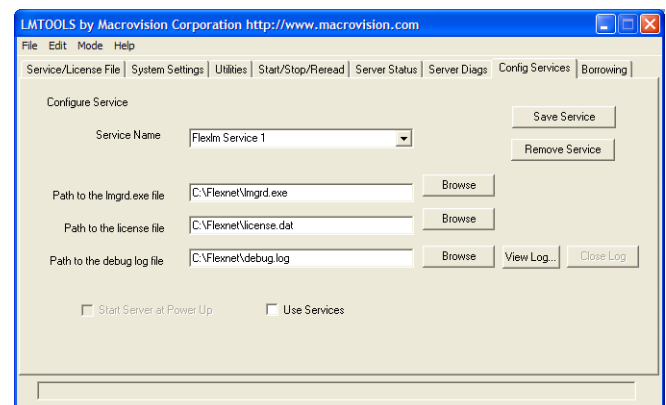 LMTOOLS by Macrovision Corporation http://www.macrovision.com
File Edit Mode Help
Service/License File System Settings Utilities Start/Stop/Reread Server Status Server Diags Config Services Borrowing
Configure Service
Save Service
Service Name Flexlm Service 1
Remove Service
Path to the lmgrd.exe file C:\Flexnet\lmgrd.exe Browse
Path to the license file C:\Flexnet\license.dat Browse
Path to the debug log file C:\Flexnet\debug.log Browse View Log... Close Log
Start Server at Power Up Use Services